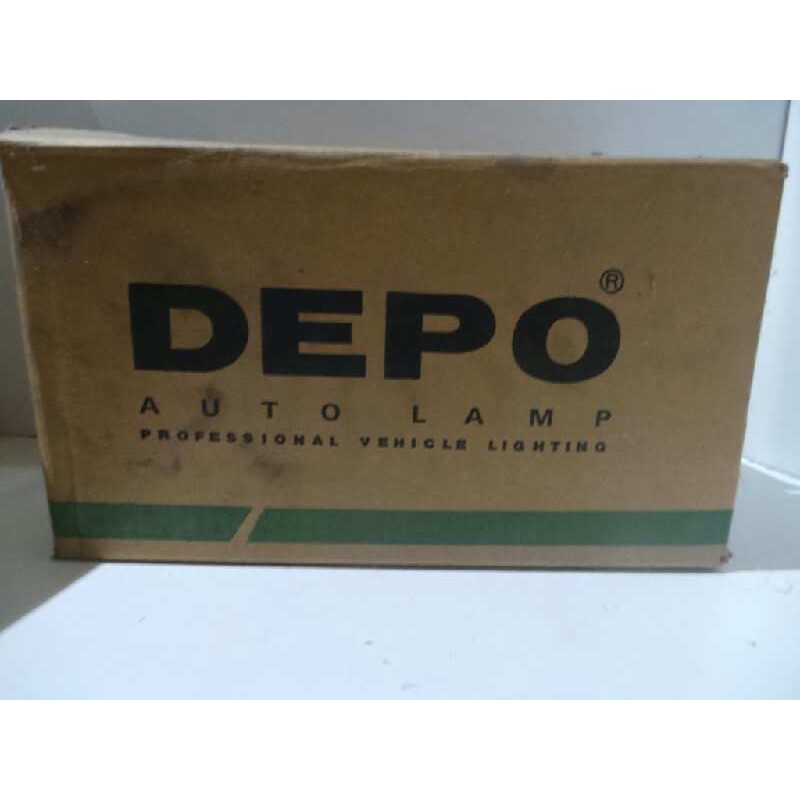 DEPO®
AUTO LAMP
PROFESSIONAL VEHICLE LIGHTING